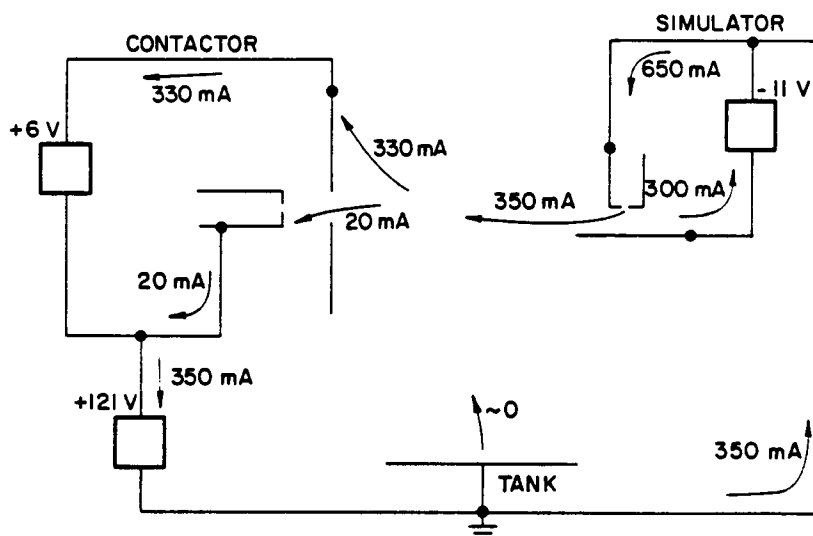 SIMULATOR
CONTACTOR
650 mA
-11 V
330 mA
+6 V
330 mA
350 mA
300 mA
20 mA
20 mA
350 mA
+121 V
~0
350 mA
TANK